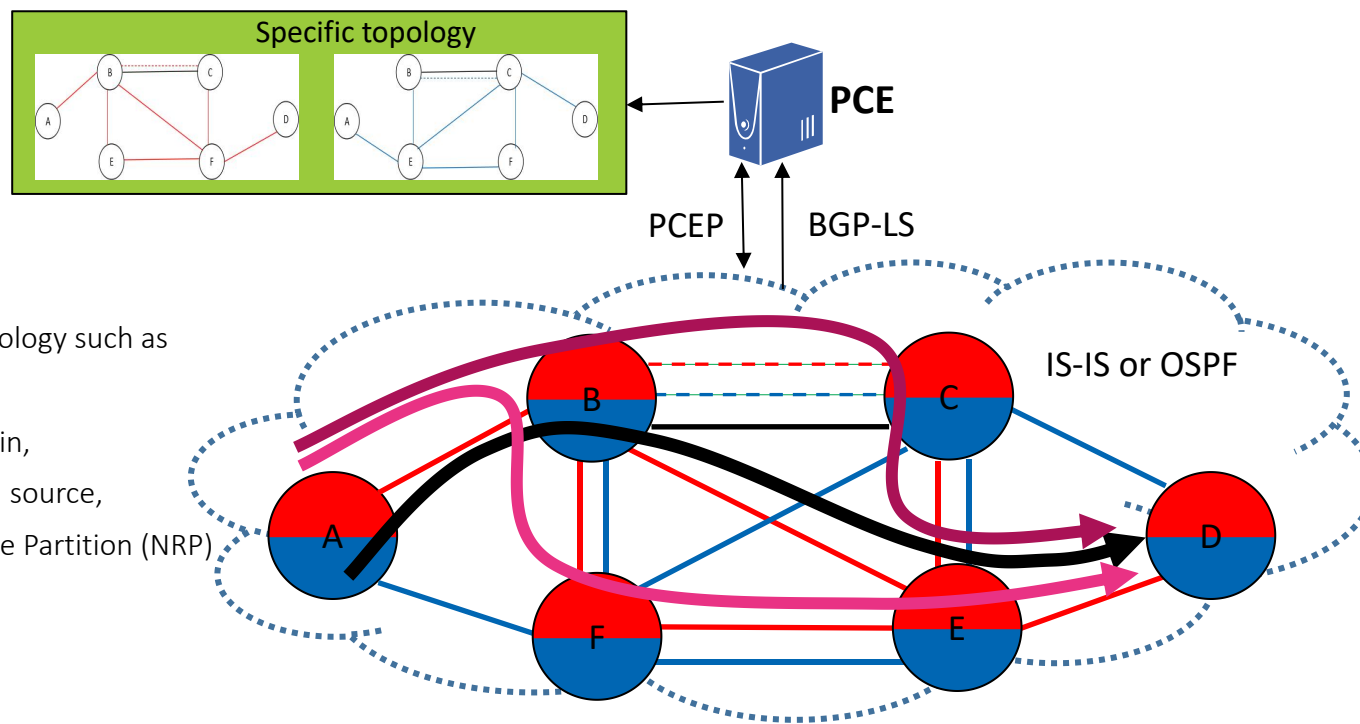 Specific topology
B
C
A
D
E
F
B
C
A
D
E
F
PCE
PCEP
BGP-LS
ology such as
IS-IS or OSPF
B
C
in,
source,
e Partition (NRP)
A
D
F
E